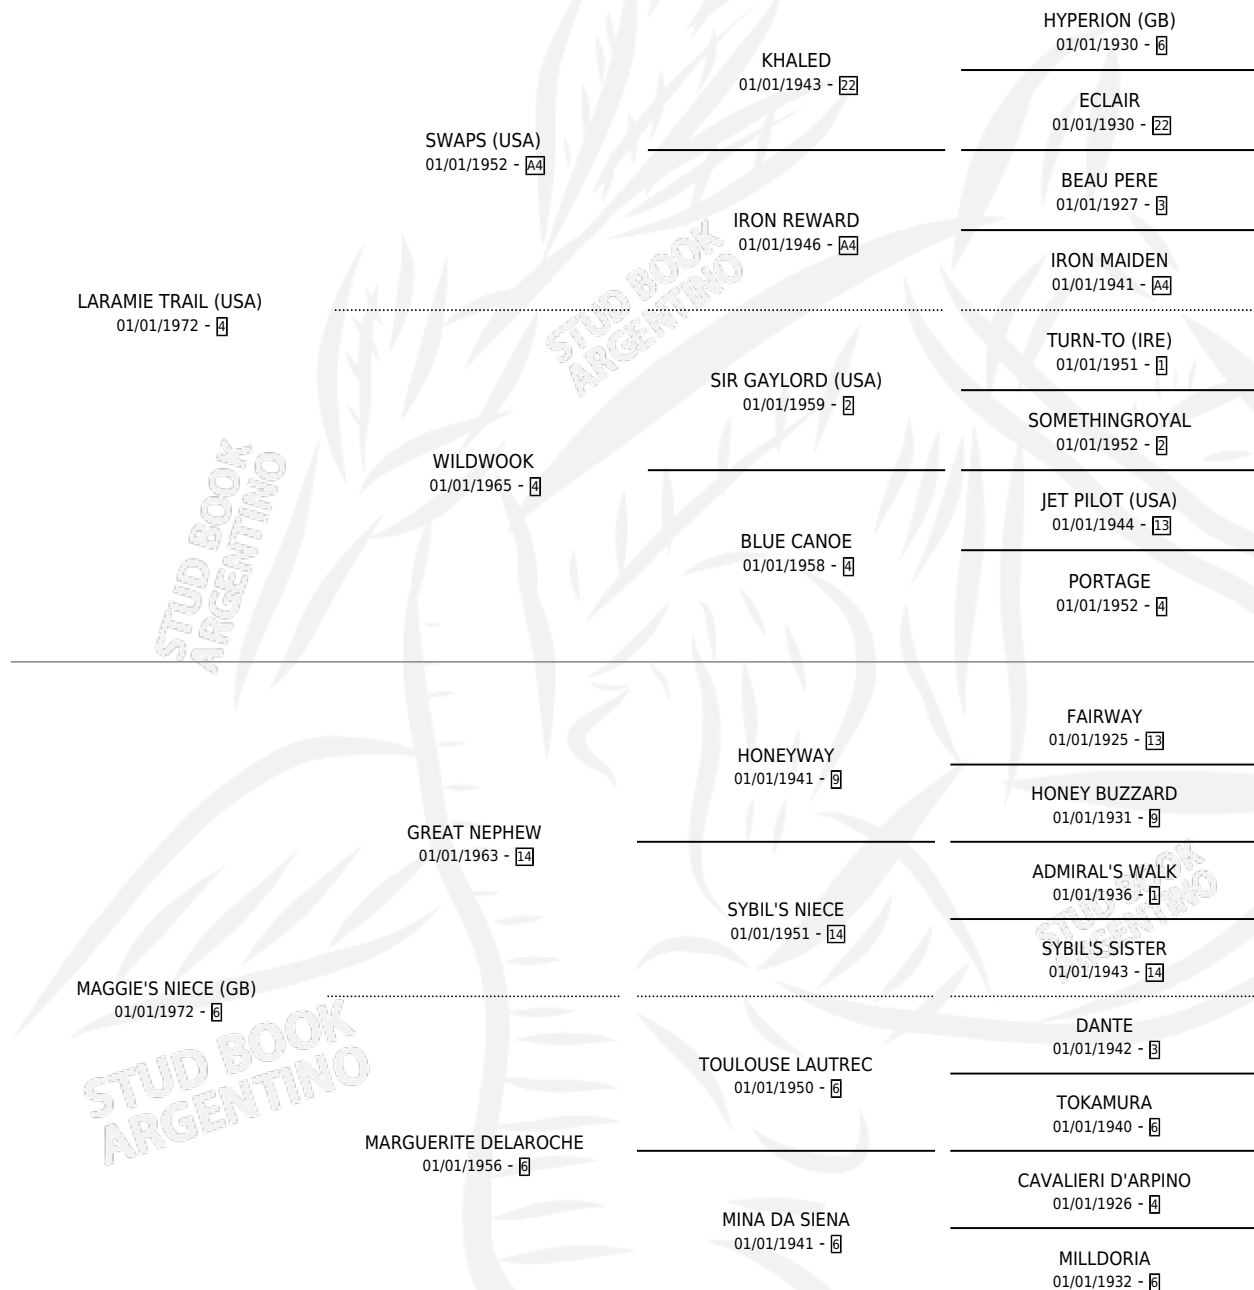 HYPERION (GB)
01/01/1930 - 6
KHALED
01/01/1943 - 22
ECLAIR
01/01/1930 - 22
SWAPS (USA)
01/01/1952 - A4
BEAU PERE
01/01/1927 - 3
IRON REWARD
01/01/1946 - A4
IRON MAIDEN
01/01/1941 - A4
LARAMIE TRAIL (USA)
01/01/1972 - 4
TURN-TO (IRE)
01/01/1951 - 1
SIR GAYLORD (USA)
01/01/1959 - 2
SOMETHINGROYAL
01/01/1952 - 2
WILDWOOK
01/01/1965 - 4
JET PILOT (USA)
01/01/1944 - 13
BLUE CANOE
01/01/1958 - 4
PORTAGE
01/01/1952 - 4
FAIRWAY
01/01/1925 - 13
HONEYWAY
01/01/1941 - 9
HONEY BUZZARD
01/01/1931 - 9
GREAT NEPHEW
01/01/1963 - 14
ADMIRAL'S WALK
01/01/1936 - 1
SYBIL'S NIECE
01/01/1951 - 14
SYBIL'S SISTER
01/01/1943 - 14
MAGGIE'S NIECE (GB)
01/01/1972 - 6
DANTE
01/01/1942 - 3
TOULOUSE LAUTREC
01/01/1950 - 6
TOKAMURA
01/01/1940 - 6
MARGUERITE DELAROCHE
01/01/1956 - 6
CAVALIERI D'ARPINO
01/01/1926 - 4
MINA DA SIENA
01/01/1941 - 6
MILLDORIA
01/01/1932 - 6
STUD BOOK
ARGENTINO
STUD BOOK
ARGENTINO
STUD BOOK
ARGENTINO
STUD BOOK
ARGENTINO